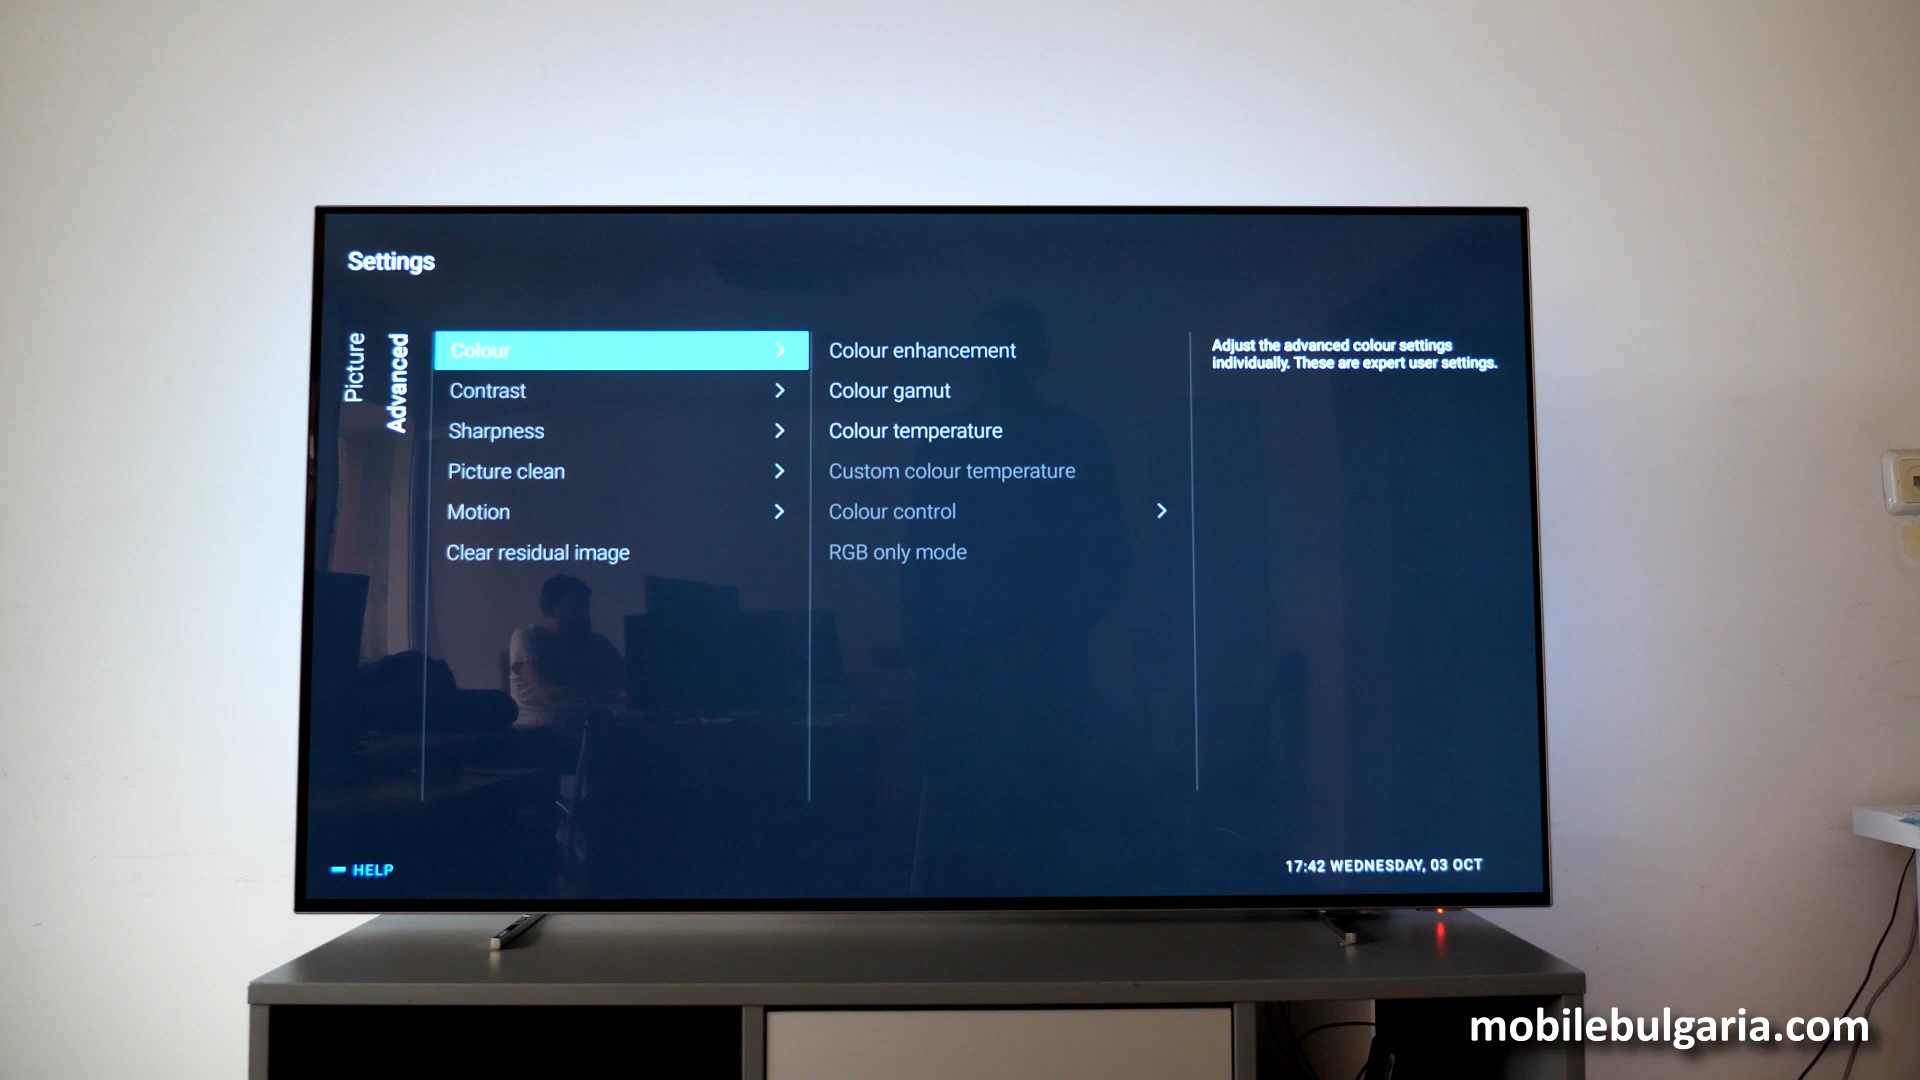 Settings
Picture
Advanced
Colour
Contrast
Sharpness
Picture clean
Motion
Clear residual image
Colour enhancement
Colour gamut
Colour temperature
Custom colour temperature
Colour control
RGB only mode
Adjust the advanced colour settings
individually. These are expert user settings.
HELP
17:42 WEDNESDAY, 03 OCT
mobilebulgaria.com